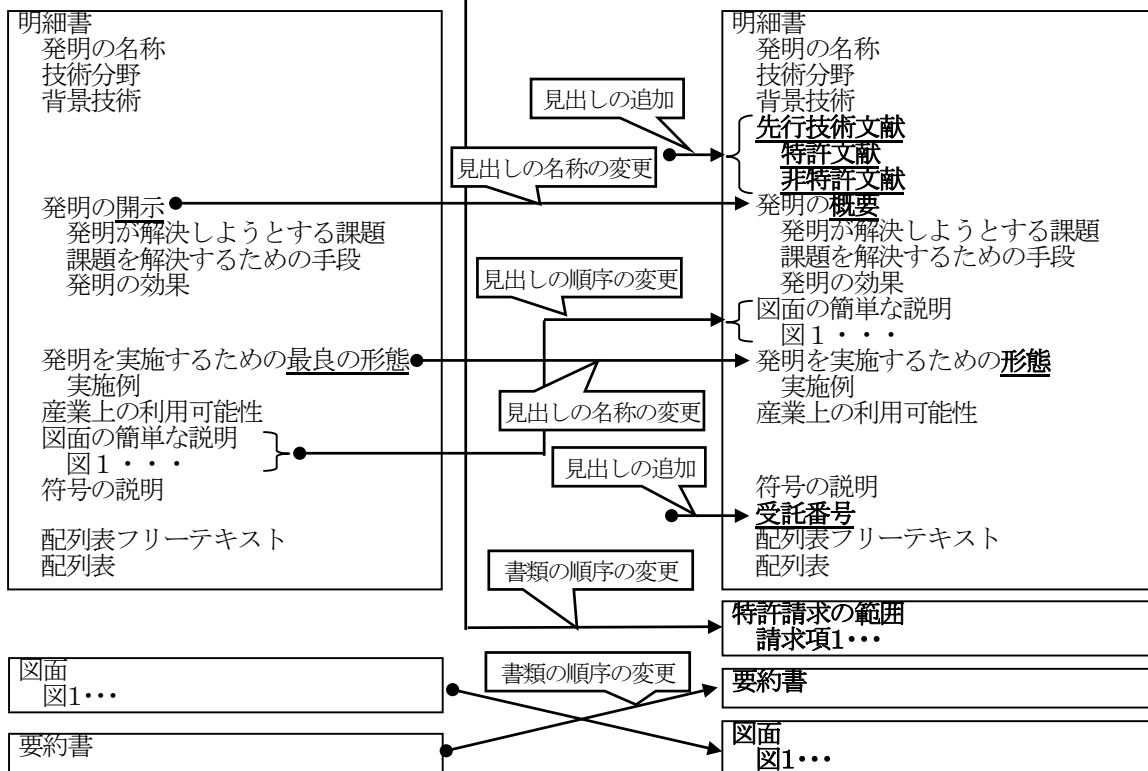 明細書
発明の名称
技術分野
背景技術
発明の開示
発明が解決しようとする課題
課題を解決するための手段
発明の効果
発明を実施するための最良の形態
実施例
産業上の利用可能性
図面の簡単な説明
図1・・・
符号の説明
配列表フリーテキスト
配列表
図面
図1・・・
要約書
見出しの追加
見出しの名称の変更
見出しの順序の変更
見出しの名称の変更
見出しの追加
書類の順序の変更
書類の順序の変更
明細書
発明の名称
技術分野
背景技術
先行技術文献
特許文献
非特許文献
発明の概要
発明が解決しようとする課題
課題を解決するための手段
発明の効果
図面の簡単な説明
図1・・・
発明を実施するための形態
実施例
産業上の利用可能性
符号の説明
受託番号
配列表フリーテキスト
配列表
特許請求の範囲
請求項1・・・
要約書
図面
図1・・・